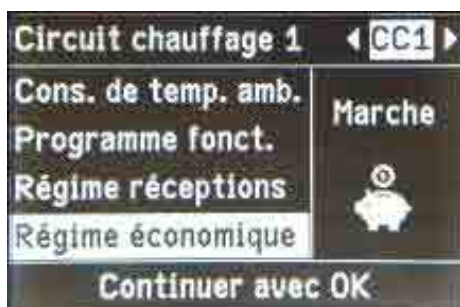 Circuit chauffage 1 CC1
Cons. de temp. amb.
Programme fonct.
Régime réceptions
Régime économique
Marche
Continuer avec OK